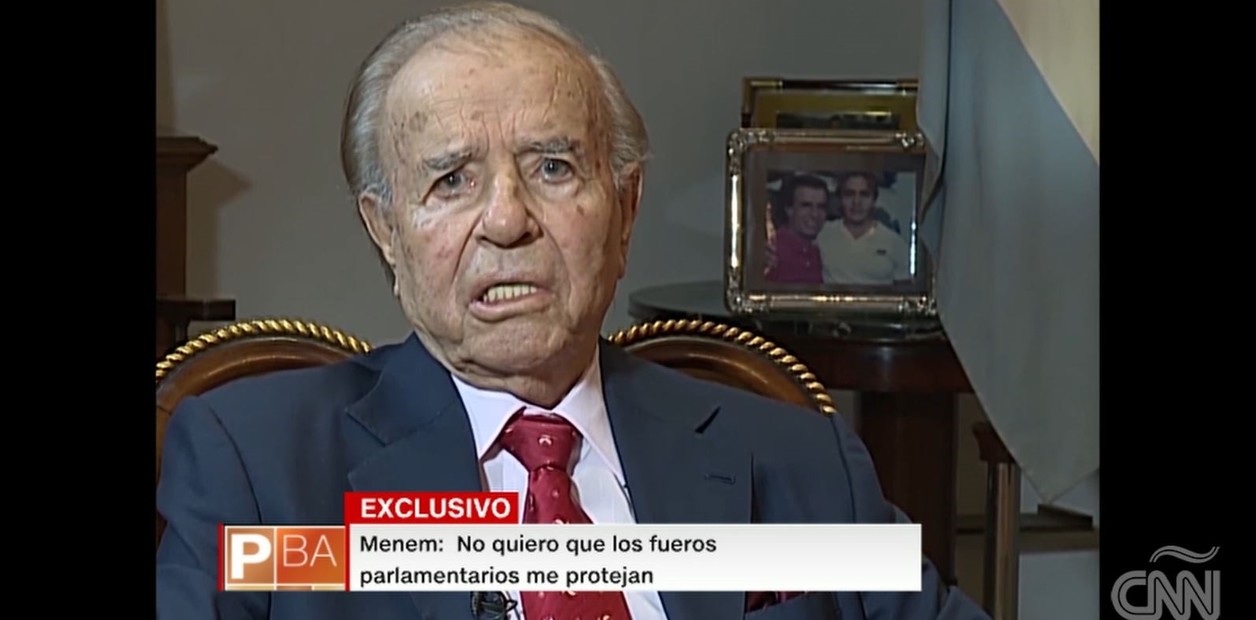 EXCLUSIVO
PBA
Menem: No quiero que los fueros
parlamentarios me protejan
CNN